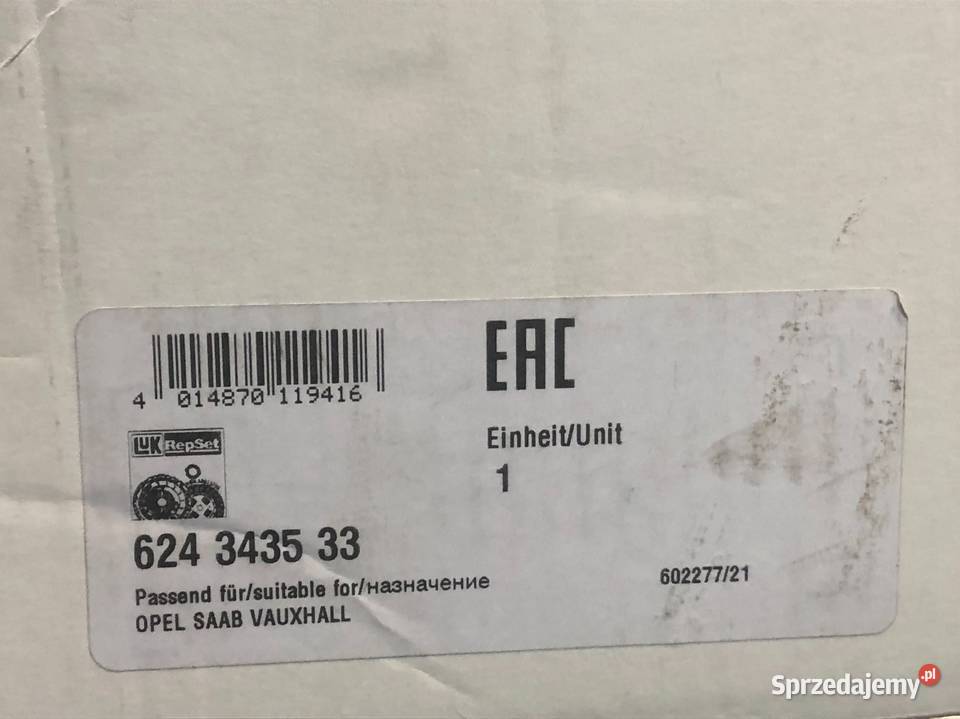 4 014870 119416
EAC
LUK RepSet
Einheit/Unit
1
624 3435 33
Passend für/suitable for/назначение
OPEL SAAB VAUXHALL
602277/21
Sprzedajemy.pl